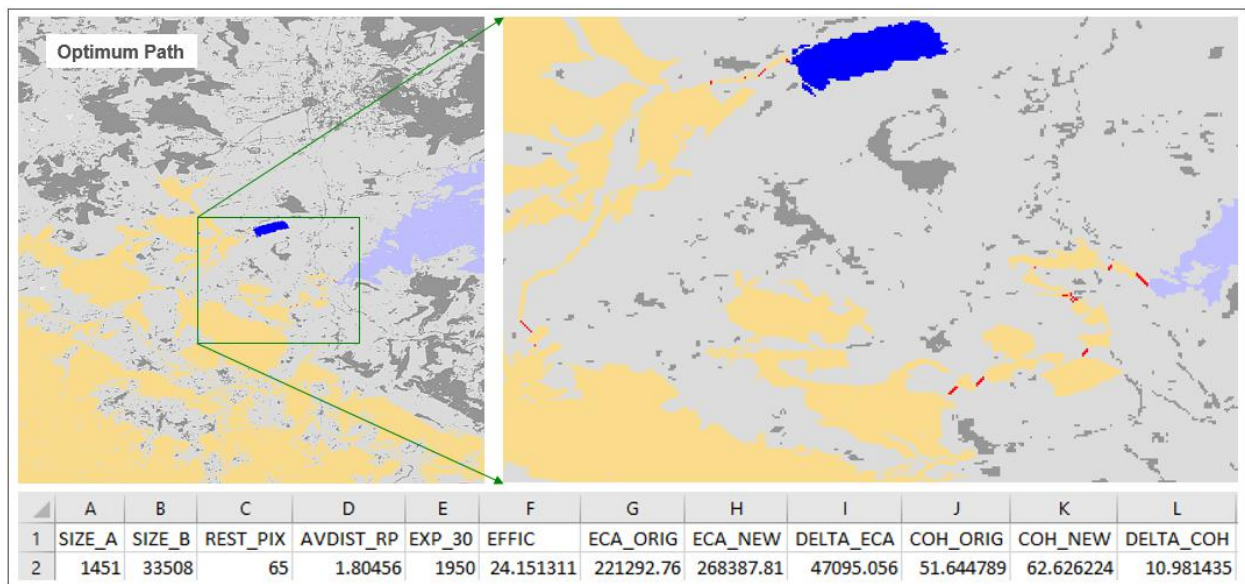 Optimum Path
A B C D E F G H I J K L
1 SIZE_A SIZE_B REST_PIX AVDIST_RP EXP_30 EFFIC ECA_ORIG ECA_NEW DELTA_ECA COH_ORIG COH_NEW DELTA_COH
2 1451 33508 65 1.80456 1950 24.151311 221292.76 268387.81 47095.056 51.644789 62.626224 10.981435